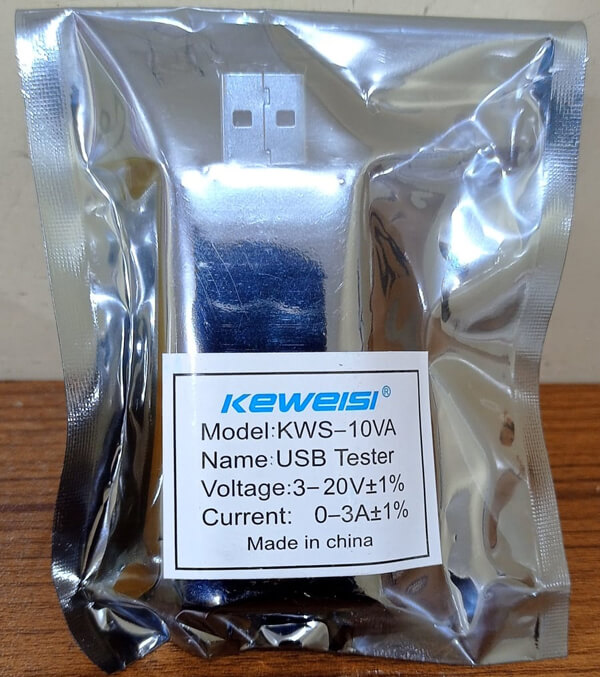 KEWEISI®
Model:KWS-10VA
Name:USB Tester
Voltage:3-20V±1%
Current: 0-3A±1%
Made in china